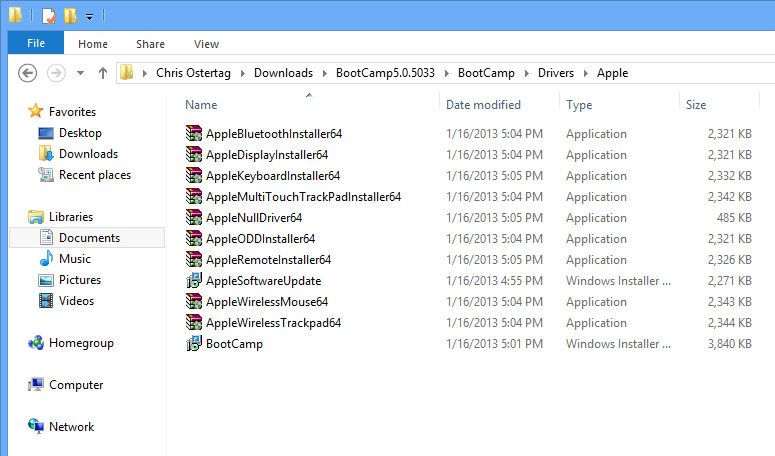 File Home Share View
Chris Ostertag Downloads BootCamp5.0.5033 BootCamp Drivers Apple
Favorites
Desktop
Downloads
Recent places
Libraries
Documents
Music
Pictures
Videos
Homegroup
Computer
Network
Name Date modified Type Size
AppleBluetoothInstaller64 1/16/2013 5:04 PM Application 2,321 KB
AppleDisplayInstaller64 1/16/2013 5:04 PM Application 2,321 KB
AppleKeyboardInstaller64 1/16/2013 5:05 PM Application 2,332 KB
AppleMultiTouchTrackPadInstaller64 1/16/2013 5:04 PM Application 2,342 KB
AppleNullDriver64 1/16/2013 5:05 PM Application 485 KB
AppleODDInstaller64 1/16/2013 5:04 PM Application 2,321 KB
AppleRemoteInstaller64 1/16/2013 5:05 PM Application 2,326 KB
AppleSoftwareUpdate 1/16/2013 4:55 PM Windows Installer ... 2,271 KB
AppleWirelessMouse64 1/16/2013 5:04 PM Application 2,343 KB
AppleWirelessTrackpad64 1/16/2013 5:04 PM Application 2,344 KB
BootCamp 1/16/2013 5:01 PM Windows Installer ... 3,840 KB